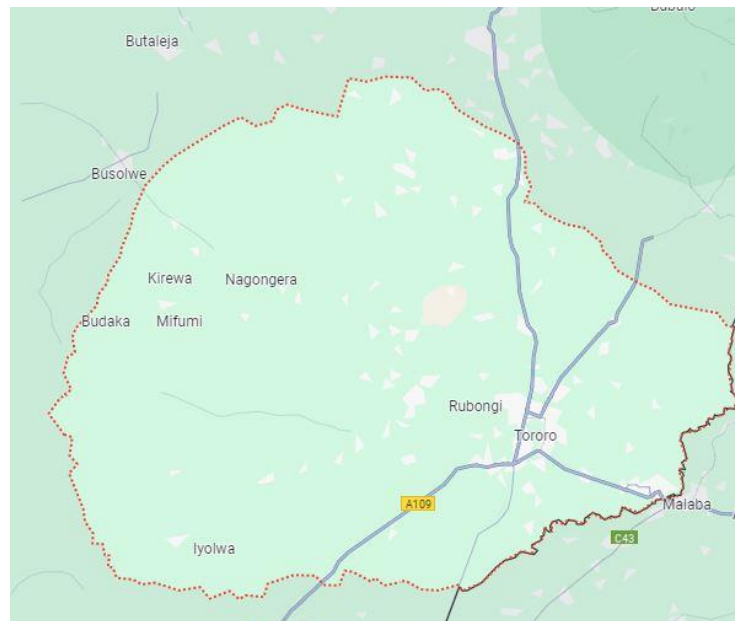 Butaleja
Busolwe
Kirewa
Nagongera
Budaka
Mifumi
Rubongi
Tororo
A109
Malaba
C43
Iyolwa